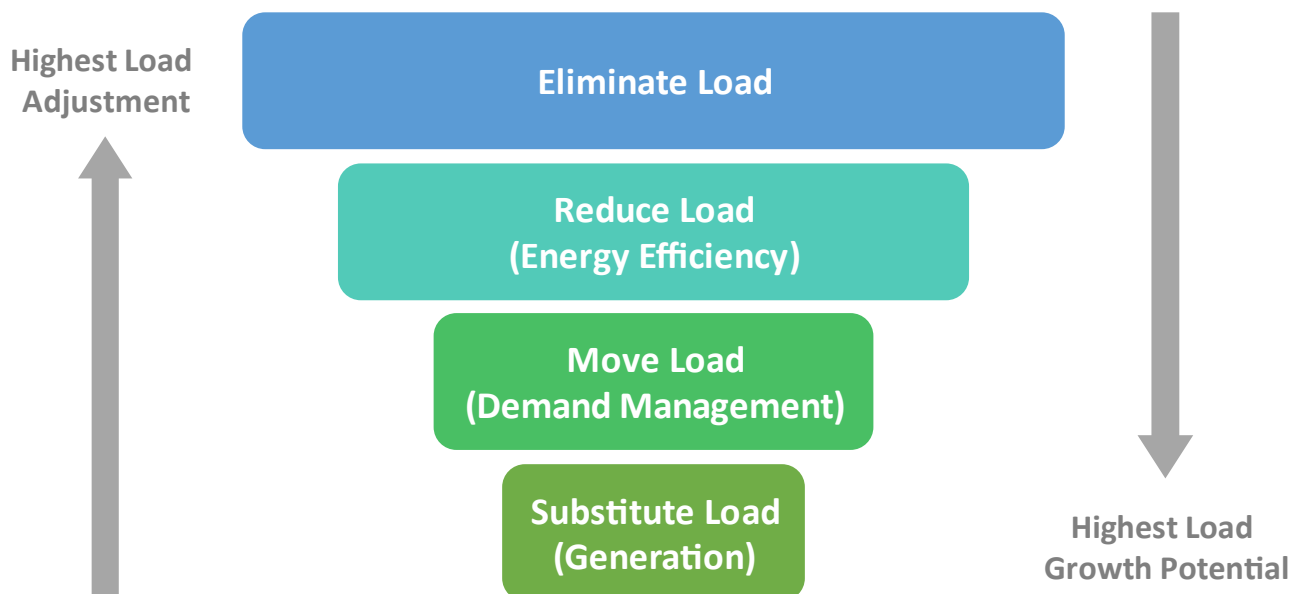 Highest Load
Adjustment
Eliminate Load
Reduce Load
(Energy Efficiency)
Move Load
(Demand Management)
Substitute Load
(Generation)
Highest Load
Growth Potential